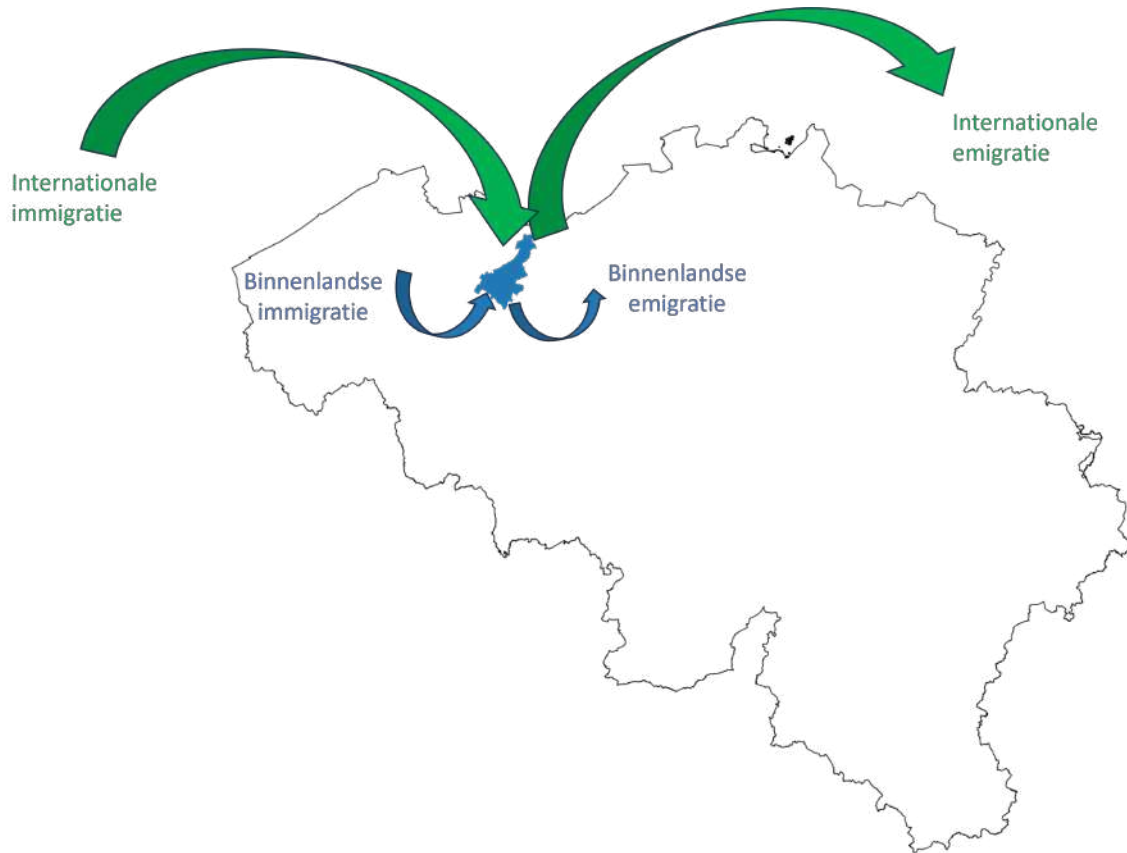 Internationale
immigratie
Internationale
emigratie
Binnenlandse
immigratie
Binnenlandse
emigratie